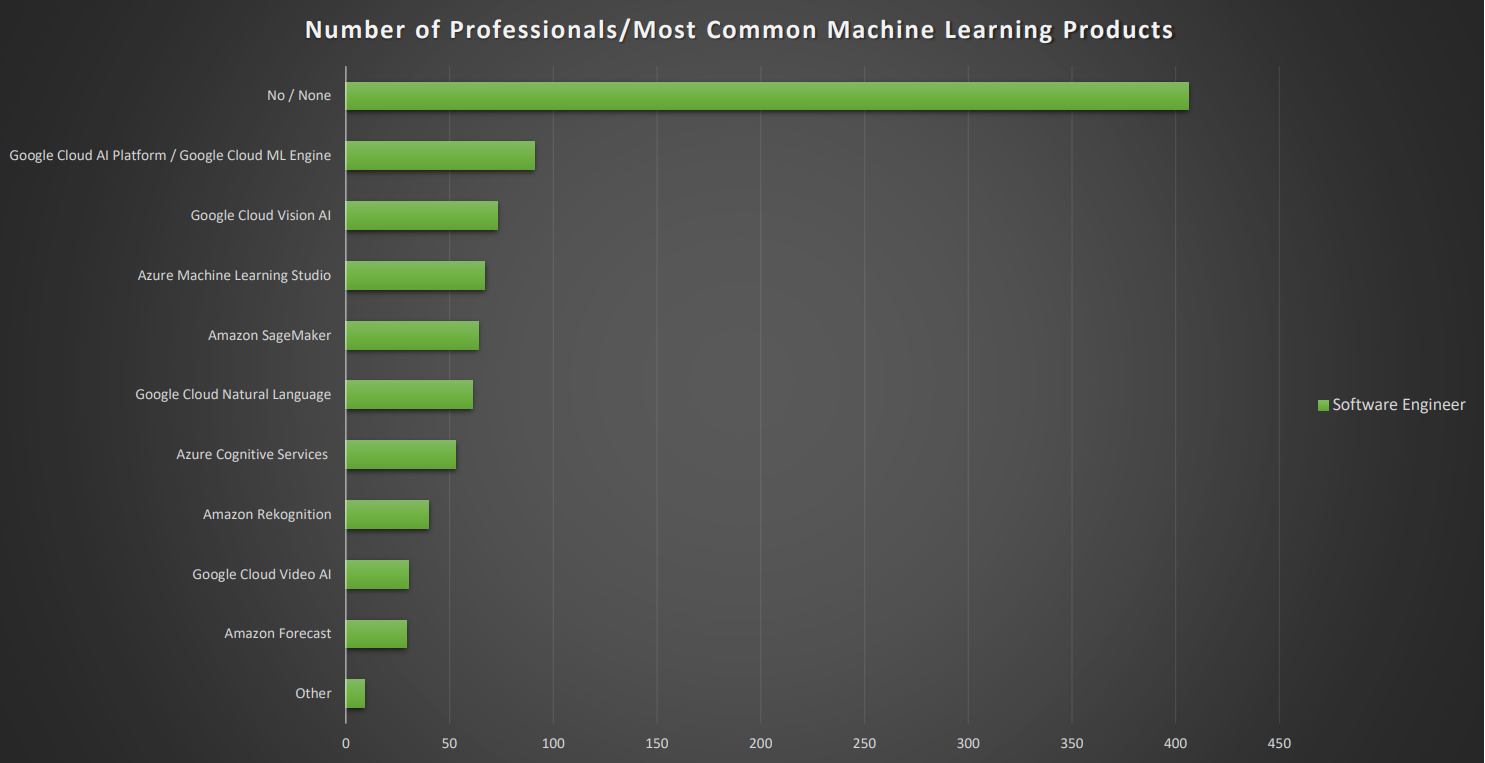 Number of Professionals/Most Common Machine Learning Products
No / None
Google Cloud AI Platform / Google Cloud ML Engine
Google Cloud Vision AI
Azure Machine Learning Studio
Amazon SageMaker
Google Cloud Natural Language
Azure Cognitive Services
Amazon Rekognition
Google Cloud Video AI
Amazon Forecast
Other
0 50 100 150 200 250 300 350 400 450
Software Engineer